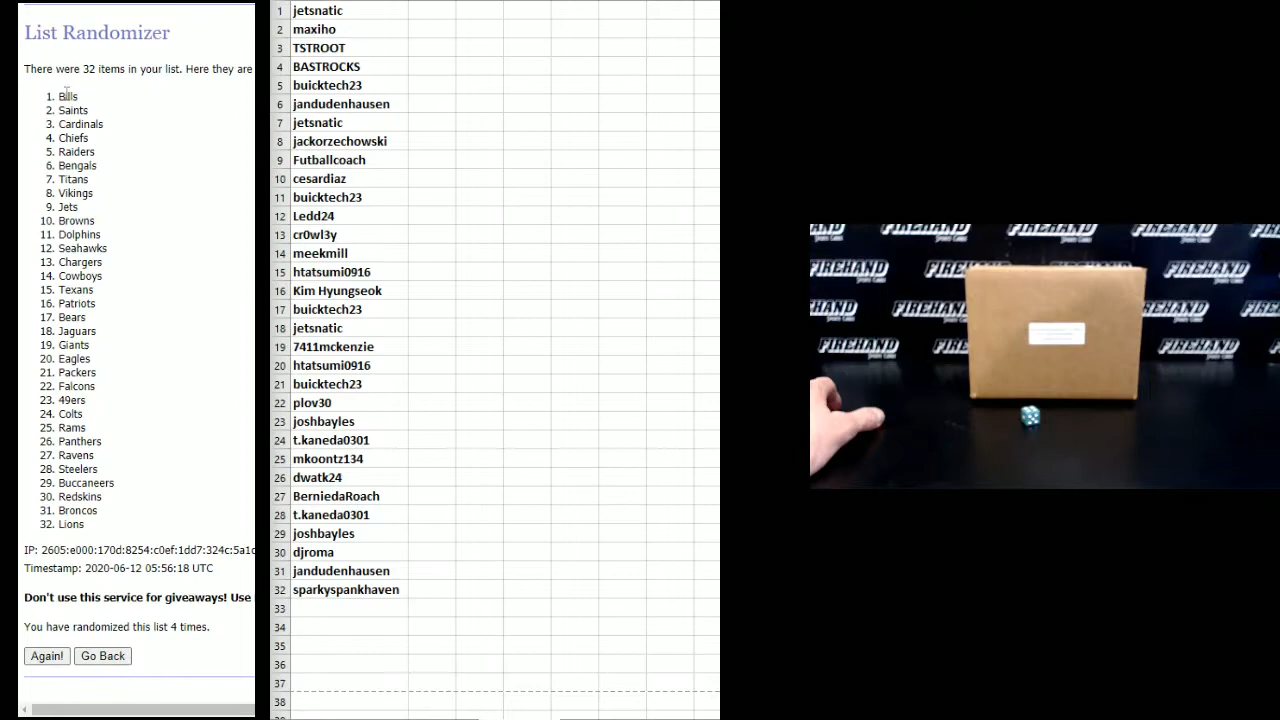 List Randomizer
There were 32 items in your list. Here they are
1. Bills
2. Saints
3. Cardinals
4. Chiefs
5. Raiders
6. Bengals
7. Titans
8. Vikings
9. Jets
10. Browns
11. Dolphins
12. Seahawks
13. Chargers
14. Cowboys
15. Texans
16. Patriots
17. Bears
18. Jaguars
19. Giants
20. Eagles
21. Packers
22. Falcons
23. 49ers
24. Colts
25. Rams
26. Panthers
27. Ravens
28. Steelers
29. Buccaneers
30. Redskins
31. Broncos
32. Lions
IP: 2605:e000:170d:8254:c0ef:1dd7:324c:5a1
Timestamp: 2020-06-12 05:56:18 UTC
Don't use this service for giveaways! Use
You have randomized this list 4 times.
Again! Go Back
1 jetsnatic
2 maxiho
3 TSTROOT
4 BASTROCKS
5 buicktech23
6 jandudenhausen
7 jetsnatic
8 jackorzechowski
9 Futballcoach
10 cesardiaz
11 buicktech23
12 Ledd24
13 cr0wl3y
14 meekmill
15 htatsumi0916
16 Kim Hyungseok
17 buicktech23
18 jetsnatic
19 7411mckenzie
20 htatsumi0916
21 buicktech23
22 plov30
23 joshbayles
24 t.kaneda0301
25 mkoontz134
26 dwatk24
27 BerniedaRoach
28 t.kaneda0301
29 joshbayles
30 djroma
31 jandudenhausen
32 sparkyspankhaven
33
34
35
36
37
38
FIREHAND
FIREHAND
FIREHAND
FIREHAND
FIREHAND